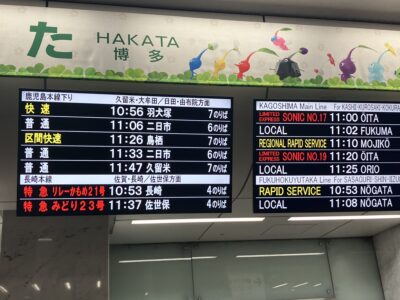 た HAKATA
博多
鹿児島本線下り 久留米・大牟田／日田・由布院方面
快速 10:56 羽犬塚 7のりば
普通 11:06 二日市 6のりば
区間快速 11:26 鳥栖 7のりば
普通 11:33 二日市 6のりば
普通 11:47 久留米 7のりば
長崎本線 佐賀・長崎／佐世保方面
特急 リレーかもめ21号 10:53 長崎 4のりば
特急 みどり23号 11:37 佐世保 4のりば
KAGOSHIMA Main Line For KASHII･KUROSAKI･KOKURA
LIMITED EXPRESS SONIC NO.17 11:00 ŌITA
LOCAL 11:02 FUKUMA
REGIONAL RAPID SERVICE 11:10 MOJIKŌ
LIMITED EXPRESS SONIC NO.19 11:20 ŌITA
LOCAL 11:25 ORIO
FUKUHOKUYUTAKA Line For SASAGURI･SHIN-IIZUK
RAPID SERVICE 10:53 NŌGATA
LOCAL 11:08 NŌGATA